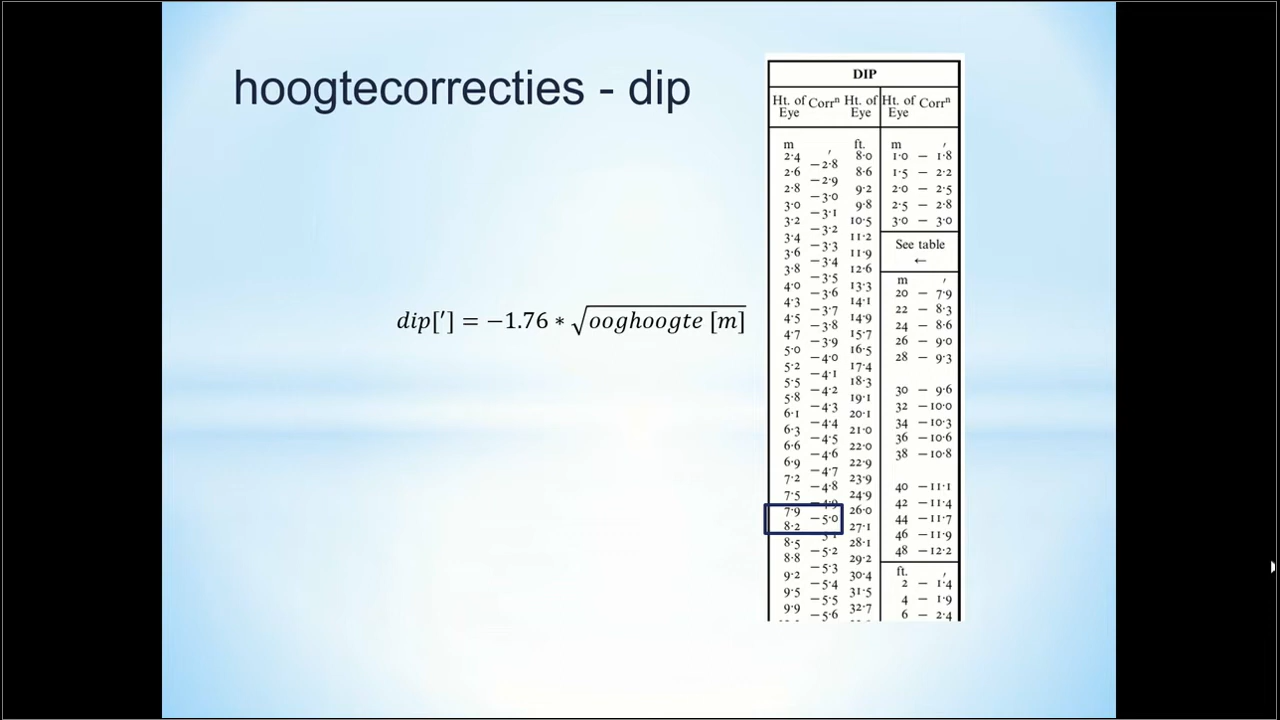 hoogtecorrecties - dip
dip['] = −1.76 * √ooghoogte [m]
DIP
Ht. of Eye Corrⁿ Ht. of Eye Ht. of Eye Corrⁿ
m ′ ft. m ′
2·4 8·0 1·0 − 1·8
−2·8
2·6 8·6 1·5 − 2·2
−2·9
2·8 9·2 2·0 − 2·5
−3·0
3·0 9·8 2·5 − 2·8
−3·1
3·2 10·5 3·0 − 3·0
−3·2
3·4 11·2 See table
−3·3
3·6 11·9 ←
−3·4
3·8 12·6 m ′
−3·5
4·0 13·3 20 − 7·9
−3·6
4·3 14·1 22 − 8·3
−3·7
4·5 14·9 24 − 8·6
−3·8
4·7 15·7 26 − 9·0
−3·9
5·0 16·5 28 − 9·3
−4·0
5·2 17·4
−4·1
5·5 18·3 30 − 9·6
−4·2
5·8 19·1 32 −10·0
−4·3
6·1 20·1 34 −10·3
−4·4
6·3 21·0 36 −10·6
−4·5
6·6 22·0 38 −10·8
−4·6
6·9 22·9
−4·7
7·2 23·9 40 −11·1
−4·8
7·5 24·9 42 −11·4
−4·9
7·9 26·0 44 −11·7
−5·0
8·2 27·1 46 −11·9
5·1
8·5 28·1 48 −12·2
−5·2
8·8 29·2 ft. ′
−5·3
9·2 30·4 2 − 1·4
−5·4
9·5 31·5 4 − 1·9
−5·5
9·9 32·7 6 − 2·4
−5·6